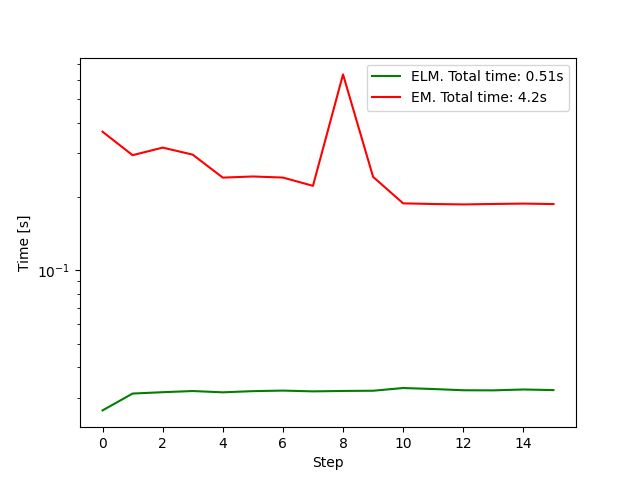 ELM. Total time: 0.51s
EM. Total time: 4.2s
Time [s]
10⁻¹
0 2 4 6 8 10 12 14
Step